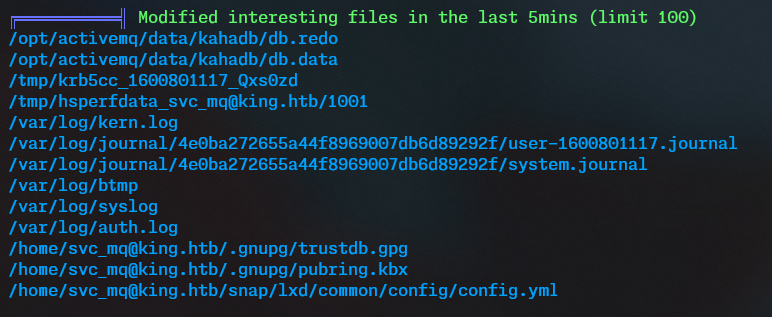 ╔══════════╣ Modified interesting files in the last 5mins (limit 100)
/opt/activemq/data/kahadb/db.redo
/opt/activemq/data/kahadb/db.data
/tmp/krb5cc_1600801117_Qxs0zd
/tmp/hsperfdata_svc_mq@king.htb/1001
/var/log/kern.log
/var/log/journal/4e0ba272655a44f8969007db6d89292f/user-1600801117.journal
/var/log/journal/4e0ba272655a44f8969007db6d89292f/system.journal
/var/log/btmp
/var/log/syslog
/var/log/auth.log
/home/svc_mq@king.htb/.gnupg/trustdb.gpg
/home/svc_mq@king.htb/.gnupg/pubring.kbx
/home/svc_mq@king.htb/snap/lxd/common/config/config.yml